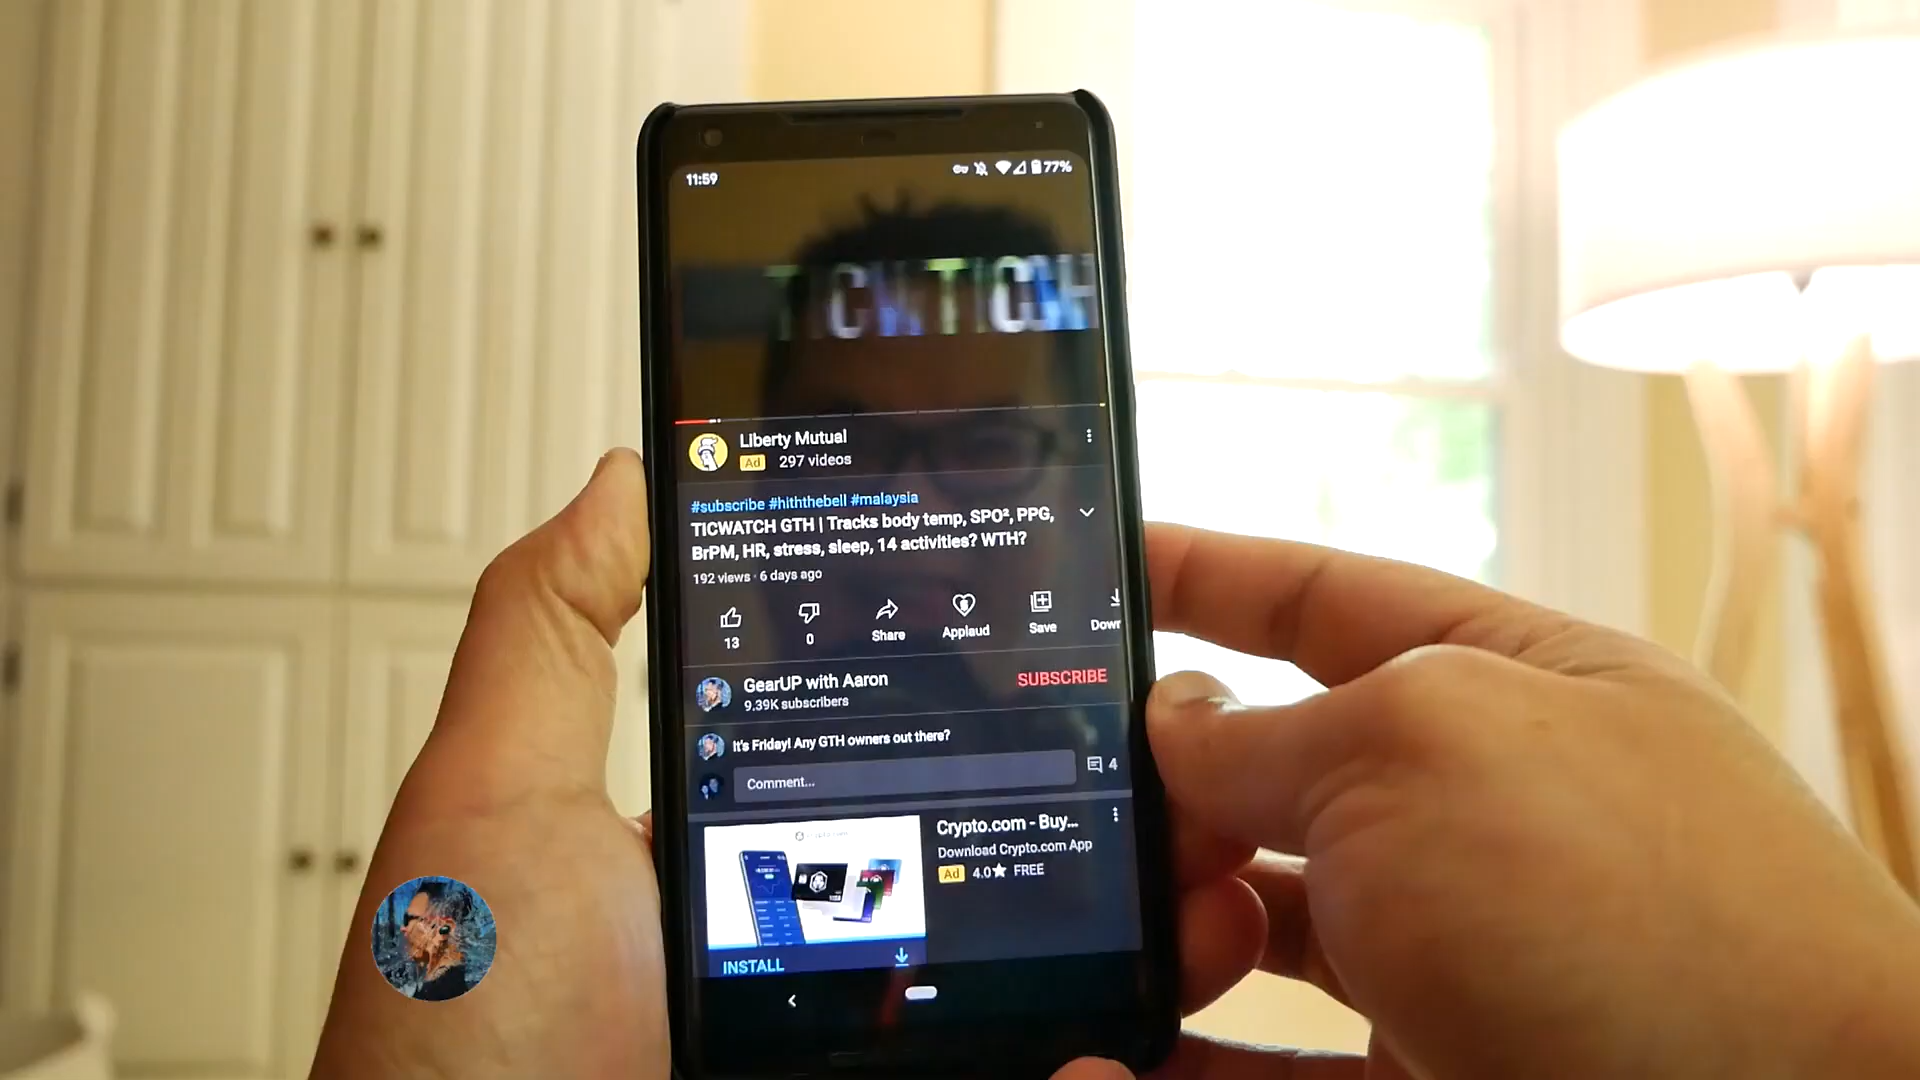 11:59
77%
Liberty Mutual
Ad 297 videos
#subscribe #hiththebell #malaysia
TICWATCH GTH | Tracks body temp, SPO², PPG,
BrPM, HR, stress, sleep, 14 activities? WTH?
192 views · 6 days ago
13
0
Share
Applaud
Save
Down
GearUP with Aaron
SUBSCRIBE
9.39K subscribers
It's Friday! Any GTH owners out there?
Comment...
4
Crypto.com - Buy...
Download Crypto.com App
Ad 4.0★ FREE
INSTALL